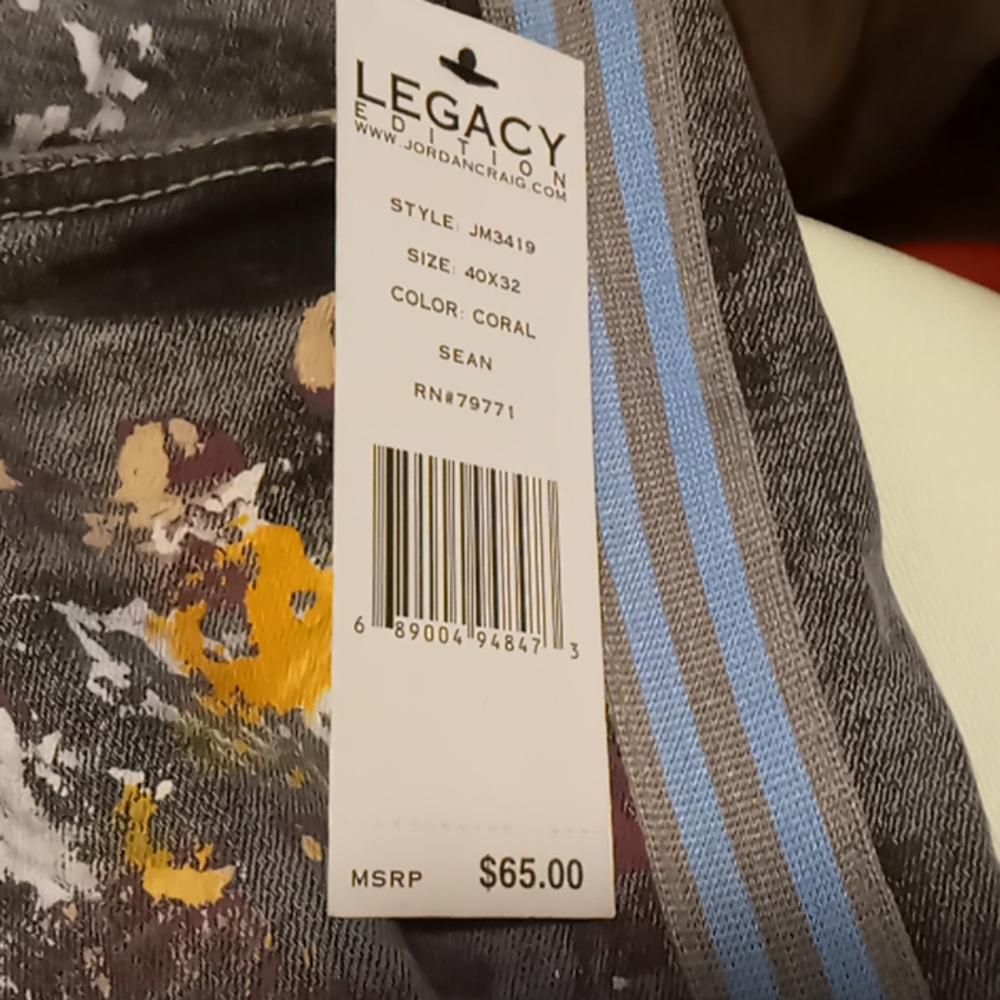 LEGACY
EDITION
WWW.JORDANCRAIG.COM
STYLE: JM3419
SIZE: 40X32
COLOR: CORAL
SEAN
RN#79771
6 89004 94847 3
MSRP $65.00